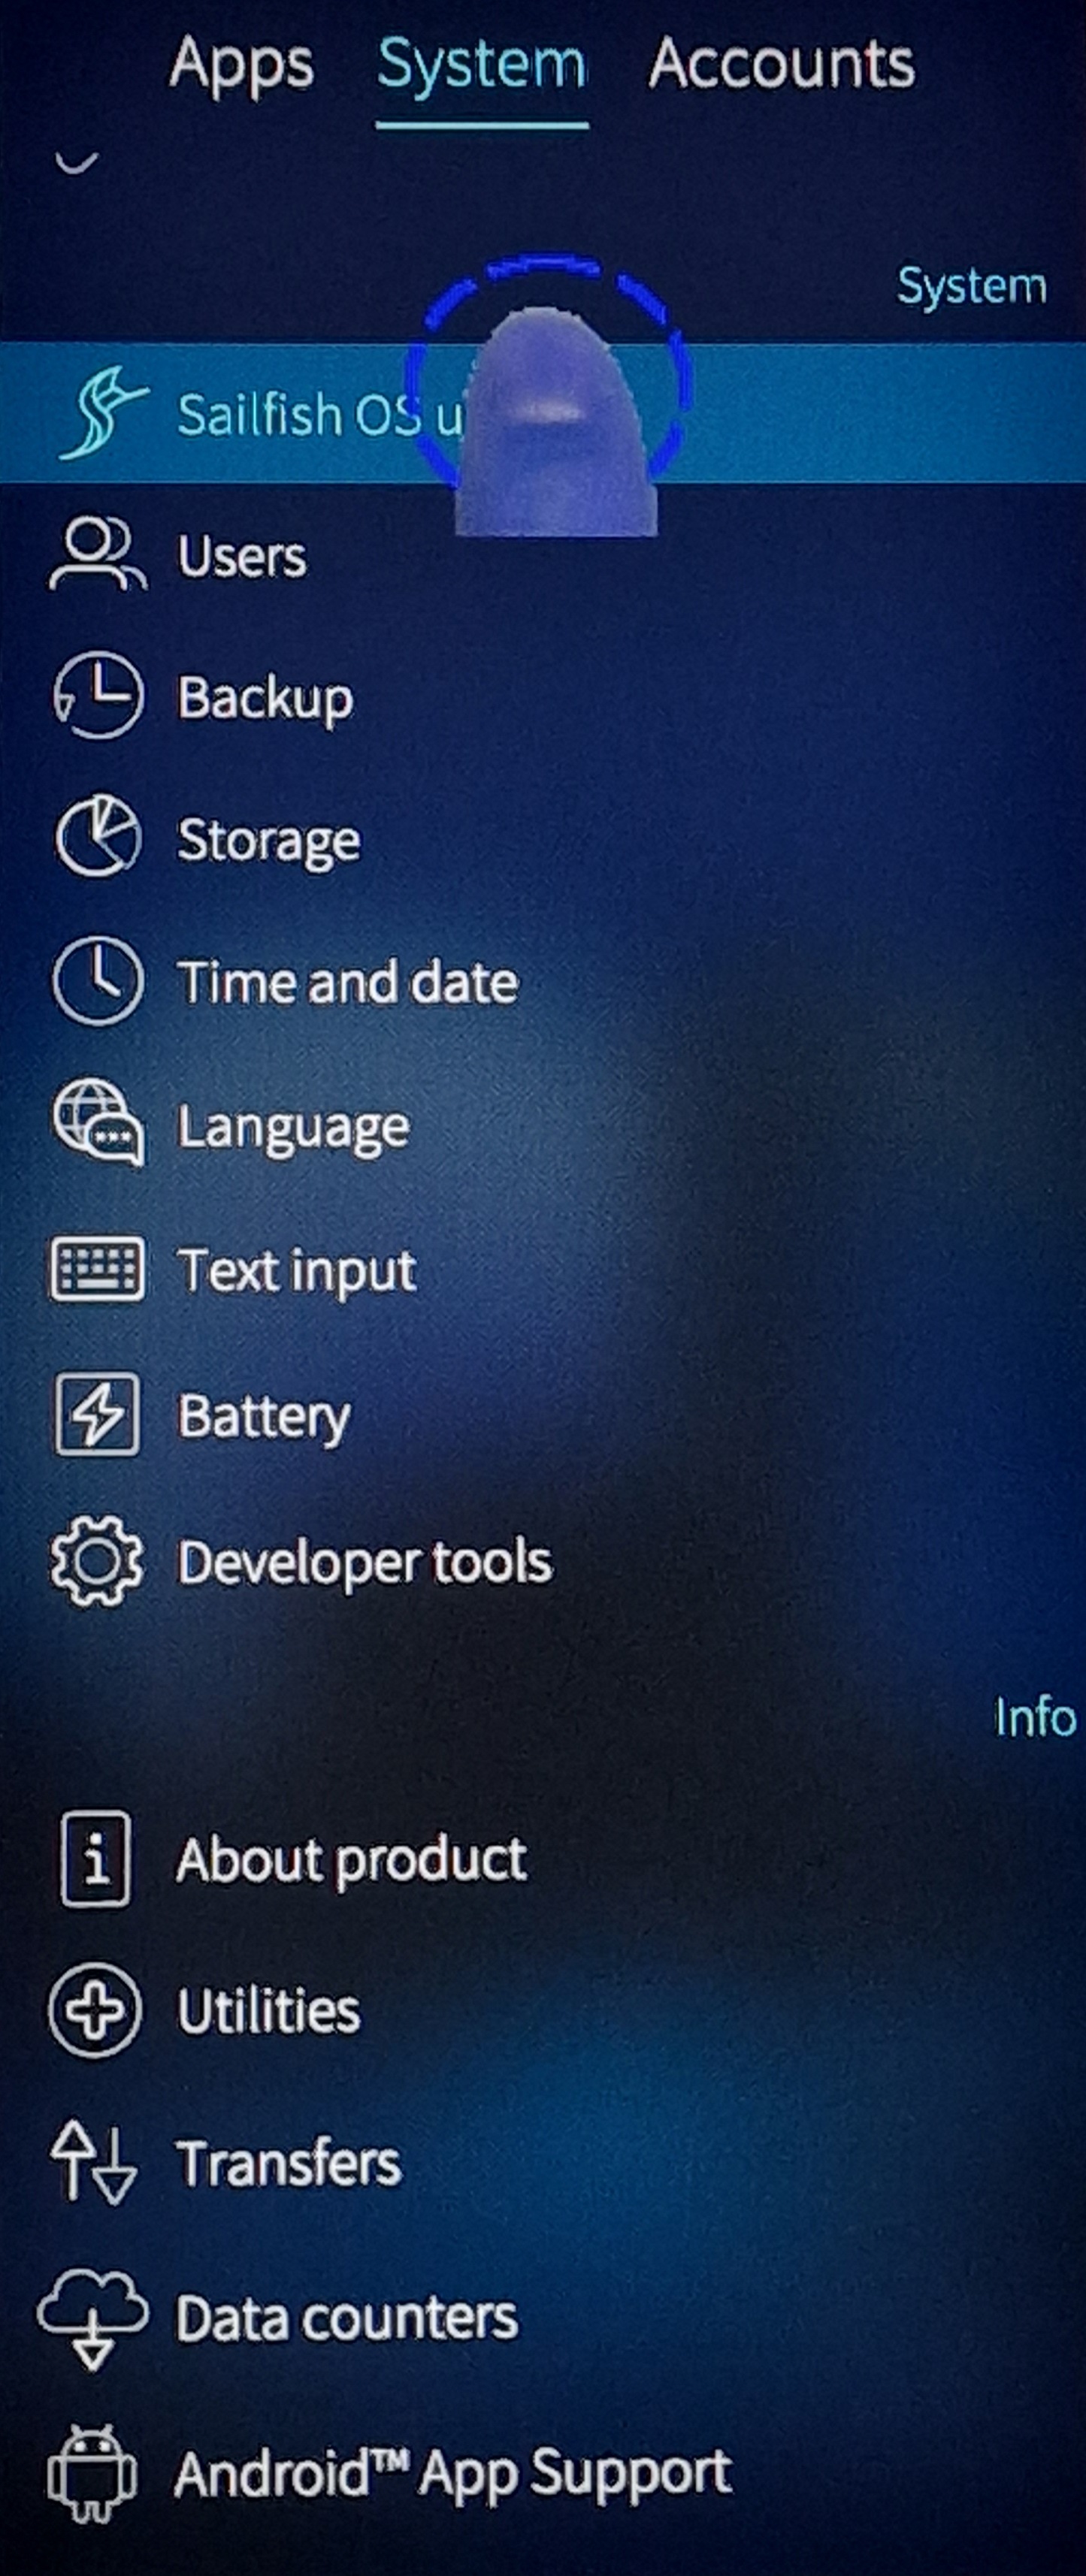 Apps System Accounts
System
Sailfish OS u
Users
Backup
Storage
Time and date
Language
Text input
Battery
Developer tools
Info
About product
Utilities
Transfers
Data counters
Android™ App Support